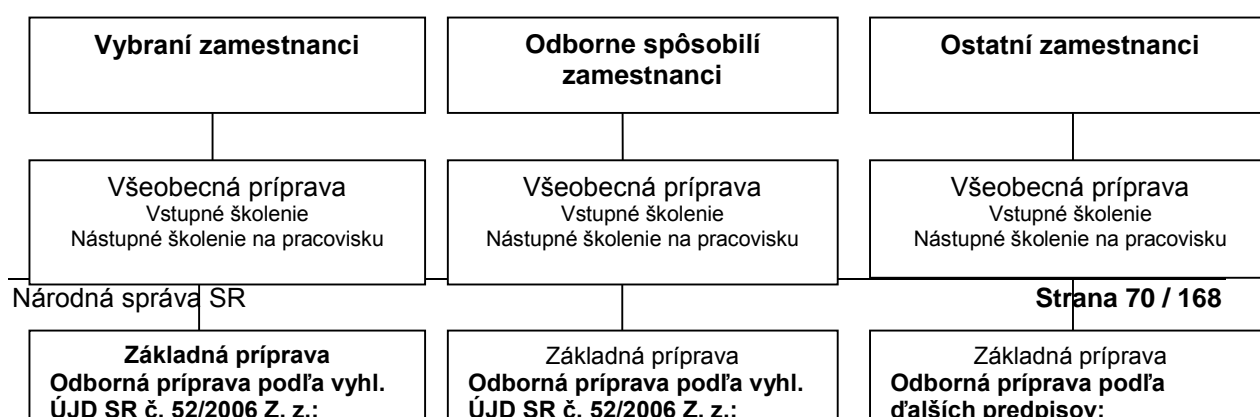 Vybraní zamestnanci
Odborne spôsobilí
zamestnanci
Ostatní zamestnanci
Všeobecná príprava
Vstupné školenie
Nástupné školenie na pracovisku
Všeobecná príprava
Vstupné školenie
Nástupné školenie na pracovisku
Všeobecná príprava
Vstupné školenie
Nástupné školenie na pracovisku
Národná správa SR
Strana 70 / 168
Základná príprava
Odborná príprava podľa vyhl.
ÚJD SR č. 52/2006 Z. z.:
Základná príprava
Odborná príprava podľa vyhl.
ÚJD SR č. 52/2006 Z. z.:
Základná príprava
Odborná príprava podľa
ďalších predpisov: